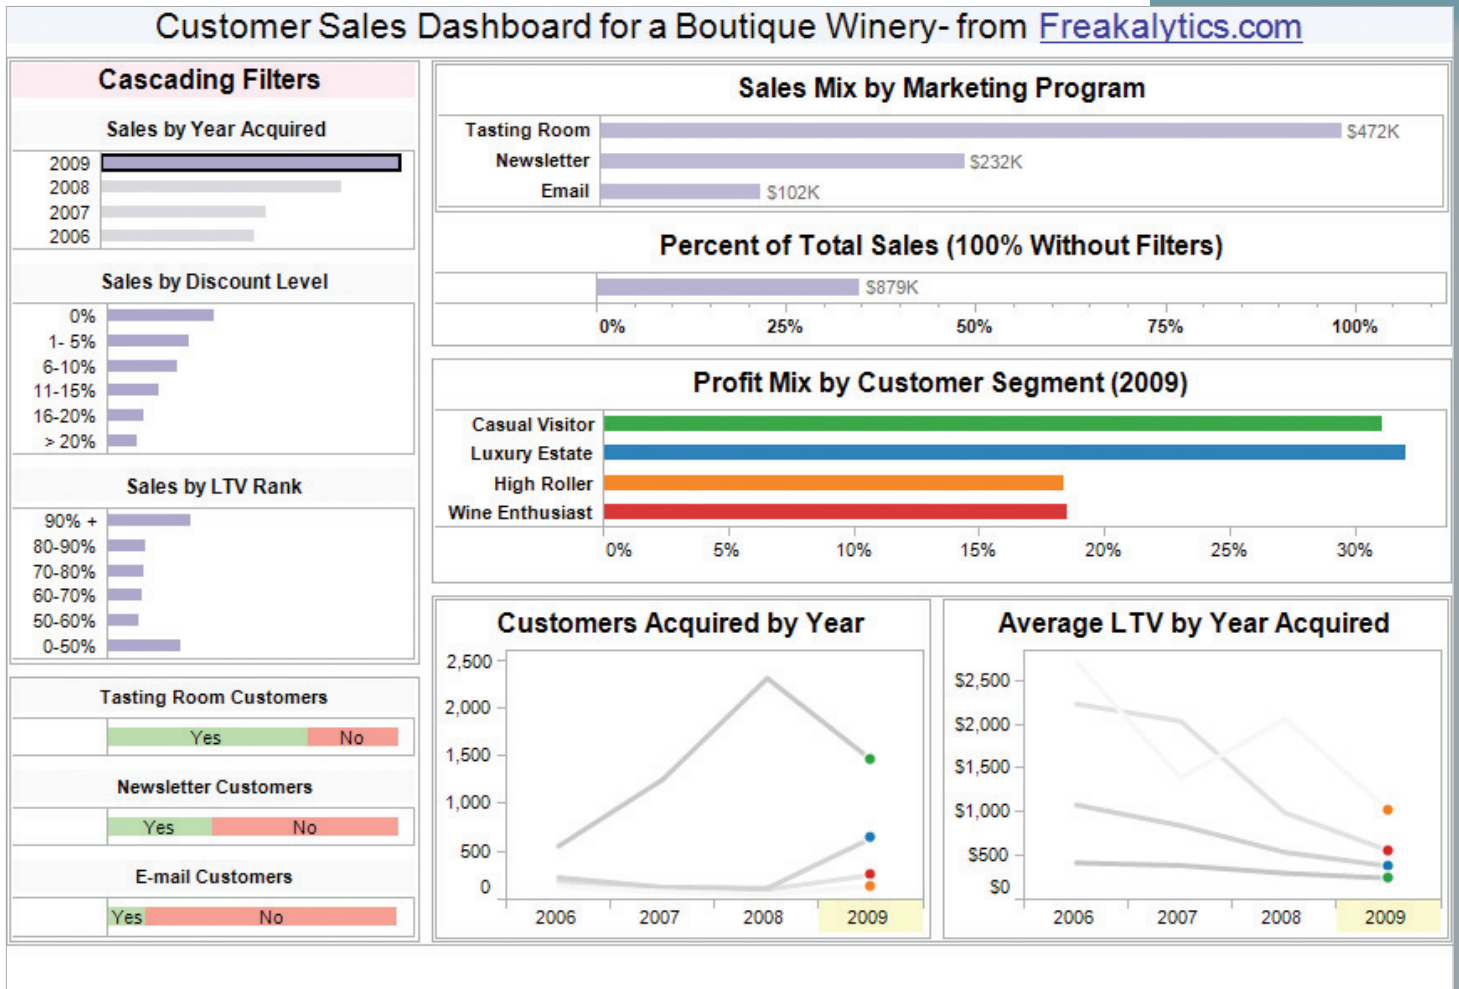 Customer Sales Dashboard for a Boutique Winery- from Freakalytics.com
Cascading Filters
Sales by Year Acquired
2009
2008
2007
2006
Sales by Discount Level
0%
1- 5%
6-10%
11-15%
16-20%
> 20%
Sales by LTV Rank
90% +
80-90%
70-80%
60-70%
50-60%
0-50%
Tasting Room Customers
Yes No
Newsletter Customers
Yes No
E-mail Customers
Yes No
Sales Mix by Marketing Program
Tasting Room $472K
Newsletter $232K
Email $102K
Percent of Total Sales (100% Without Filters)
$879K
0% 25% 50% 75% 100%
Profit Mix by Customer Segment (2009)
Casual Visitor
Luxury Estate
High Roller
Wine Enthusiast
0% 5% 10% 15% 20% 25% 30%
Customers Acquired by Year
2,500
2,000
1,500
1,000
500
0
2006 2007 2008 2009
Average LTV by Year Acquired
$2,500
$2,000
$1,500
$1,000
$500
$0
2006 2007 2008 2009